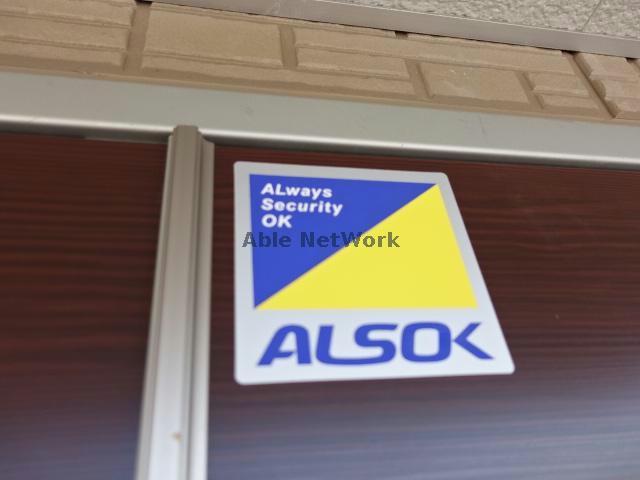 ALways
Security
OK
Able NetWork
ALSOK